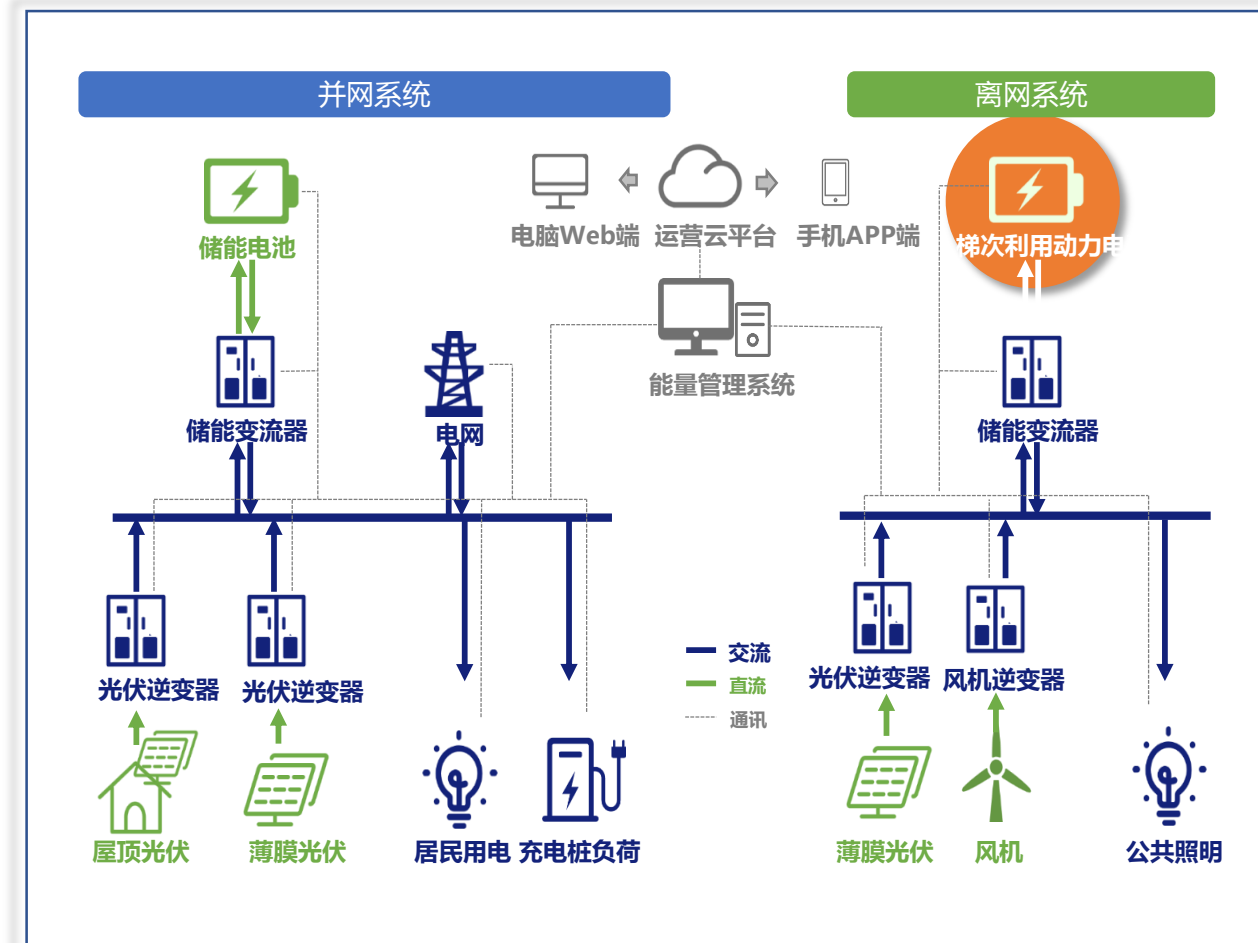 并网系统
离网系统
电脑Web端
运营云平台
手机APP端
储能电池
梯次利用动力电
能量管理系统
储能变流器
电网
储能变流器
光伏逆变器
光伏逆变器
交流
直流
通讯
光伏逆变器
风机逆变器
屋顶光伏
薄膜光伏
居民用电
充电桩负荷
薄膜光伏
风机
公共照明